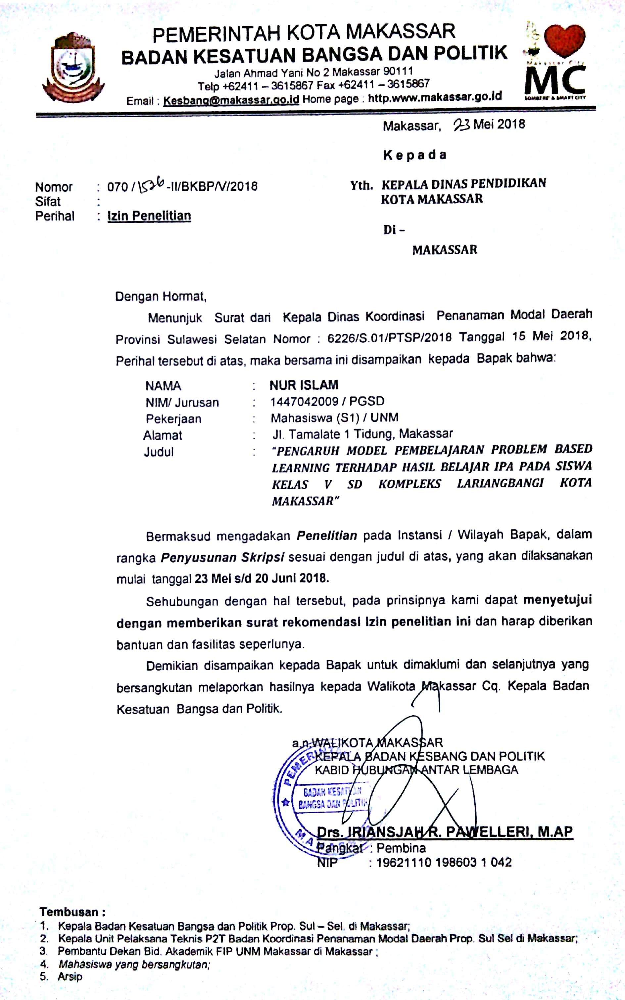 PEMERINTAH KOTA MAKASSAR
BADAN KESATUAN BANGSA DAN POLITIK
Jalan Ahmad Yani No 2 Makassar 90111
Telp +62411 – 3615867 Fax +62411 – 3615867
Email : Kesbang@makassar.go.id Home page : http.www.makassar.go.id
Makassar City
MC
SOMBERE' & SMART CITY
Makassar, 23 Mei 2018
Kepada
Nomor : 070 / 1526 -II/BKBP/V/2018
Sifat :
Perihal : Izin Penelitian
Yth. KEPALA DINAS PENDIDIKAN
KOTA MAKASSAR
Di –
MAKASSAR
Dengan Hormat,
Menunjuk Surat dari Kepala Dinas Koordinasi Penanaman Modal Daerah
Provinsi Sulawesi Selatan Nomor : 6226/S.01/PTSP/2018 Tanggal 15 Mei 2018,
Perihal tersebut di atas, maka bersama ini disampaikan kepada Bapak bahwa:
NAMA : NUR ISLAM
NIM/ Jurusan : 1447042009 / PGSD
Pekerjaan : Mahasiswa (S1) / UNM
Alamat : Jl. Tamalate 1 Tidung, Makassar
Judul : "PENGARUH MODEL PEMBELAJARAN PROBLEM BASED
LEARNING TERHADAP HASIL BELAJAR IPA PADA SISWA
KELAS V SD KOMPLEKS LARIANGBANGI KOTA
MAKASSAR"
Bermaksud mengadakan Penelitian pada Instansi / Wilayah Bapak, dalam
rangka Penyusunan Skripsi sesuai dengan judul di atas, yang akan dilaksanakan
mulai tanggal 23 Mei s/d 20 Juni 2018.
Sehubungan dengan hal tersebut, pada prinsipnya kami dapat menyetujui
dengan memberikan surat rekomendasi izin penelitian ini dan harap diberikan
bantuan dan fasilitas seperlunya.
Demikian disampaikan kepada Bapak untuk dimaklumi dan selanjutnya yang
bersangkutan melaporkan hasilnya kepada Walikota Makassar Cq. Kepala Badan
Kesatuan Bangsa dan Politik.
a.n.WALIKOTA MAKASSAR
KEPALA BADAN KESBANG DAN POLITIK
KABID HUBUNGAN ANTAR LEMBAGA
PEMERINTAH
BADAN KESATUAN
BANGSA DAN POLITIK
Drs. IRIANSJAH R. PAWELLERI, M.AP
Pangkat : Pembina
NIP : 19621110 198603 1 042
Tembusan :
1. Kepala Badan Kesatuan Bangsa dan Politik Prop. Sul – Sel. di Makassar;
2. Kepala Unit Pelaksana Teknis P2T Badan Koordinasi Penanaman Modal Daerah Prop. Sul Sel di Makassar;
3. Pembantu Dekan Bid. Akademik FIP UNM Makassar di Makassar ;
4. Mahasiswa yang bersangkutan;
5. Arsip